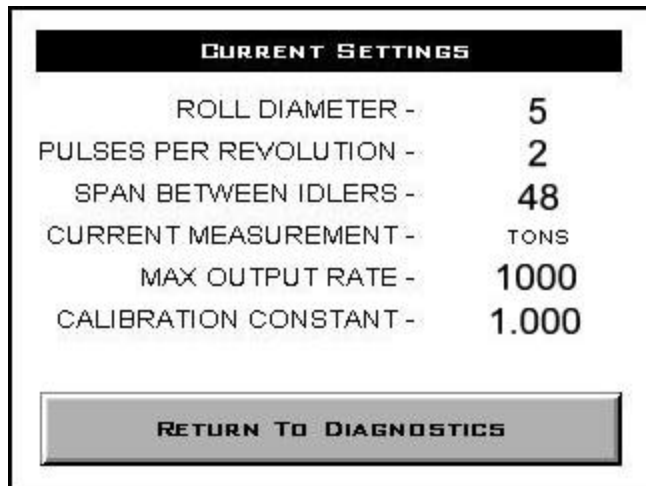 CURRENT SETTINGS
ROLL DIAMETER - 5
PULSES PER REVOLUTION - 2
SPAN BETWEEN IDLERS - 48
CURRENT MEASUREMENT - TONS
MAX OUTPUT RATE - 1000
CALIBRATION CONSTANT - 1.000
RETURN TO DIAGNOSTICS